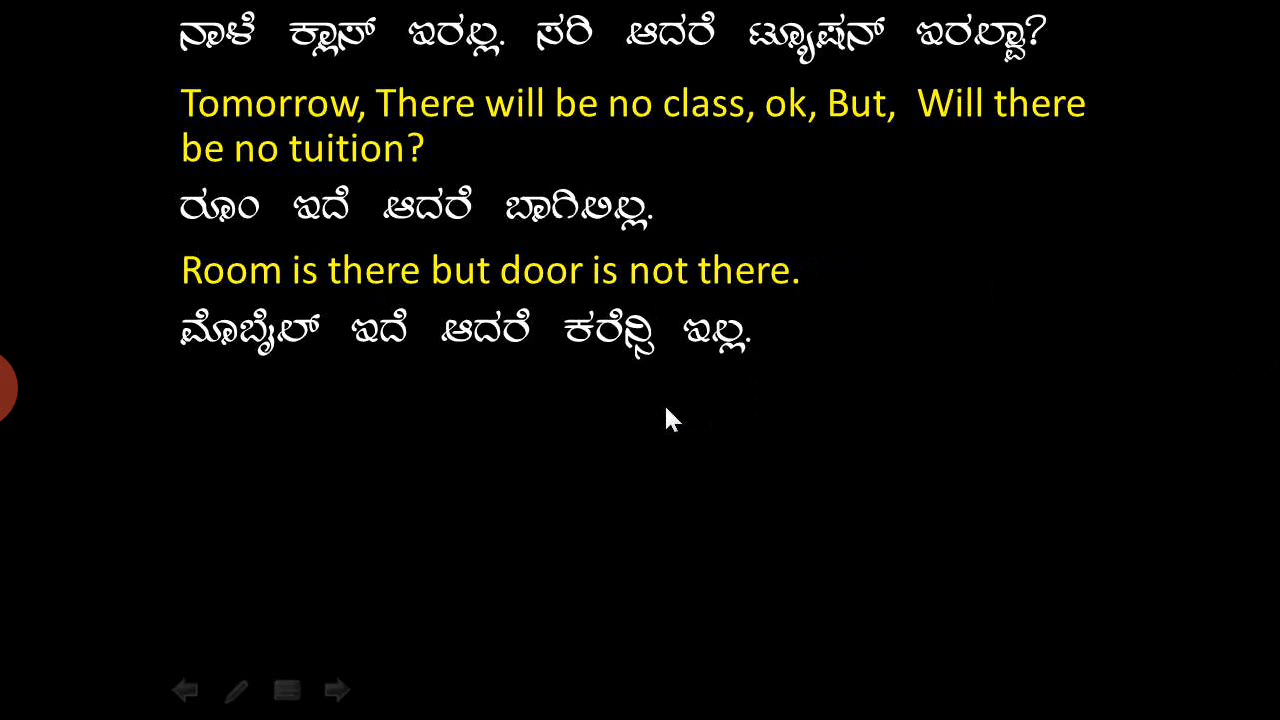 ನಾಳೆ ಕ್ಲಾಸ್ ಇರಲ್ಲ. ಸರಿ ಆದರೆ ಟ್ಯೂಷನ್ ಇರಲ್ವಾ?
Tomorrow, There will be no class, ok, But, Will there
be no tuition?
ರೂಂ ಇದೆ ಆದರೆ ಬಾಗಿಲಿಲ್ಲ.
Room is there but door is not there.
ಮೊಬೈಲ್ ಇದೆ ಆದರೆ ಕರೆನ್ಸಿ ಇಲ್ಲ.